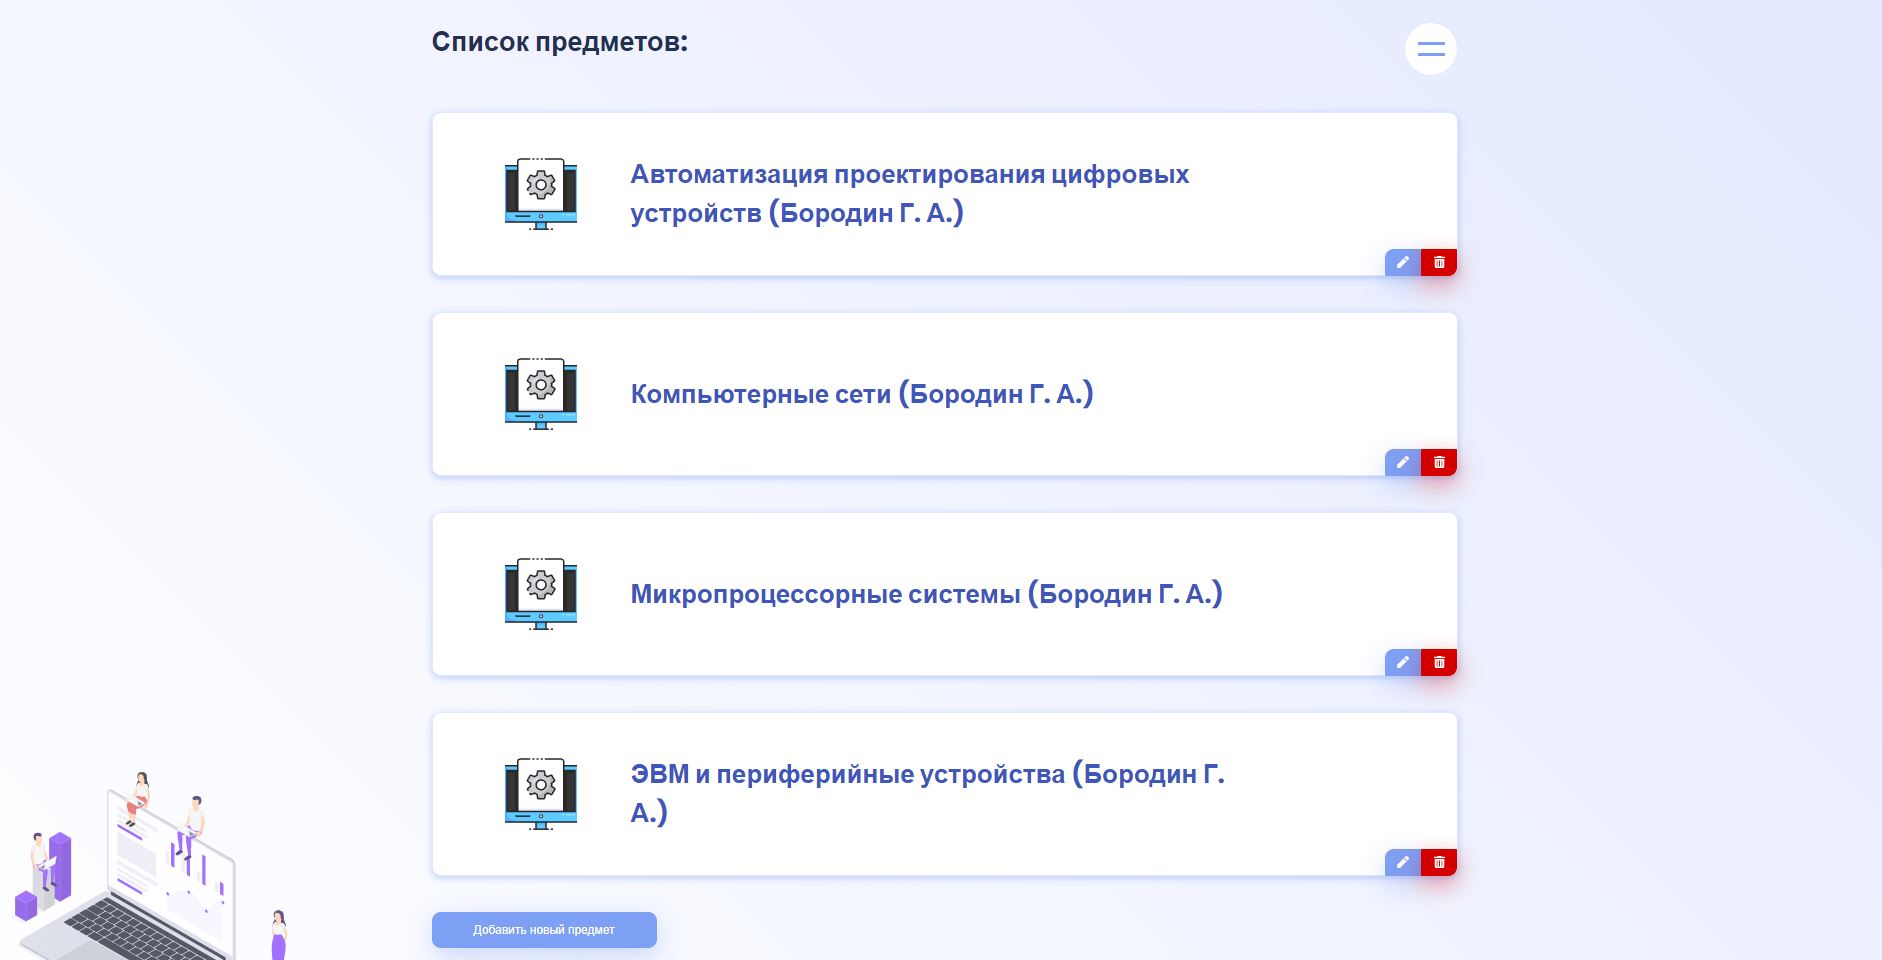 Список предметов:
Автоматизация проектирования цифровых
устройств (Бородин Г. А.)
Компьютерные сети (Бородин Г. А.)
Микропроцессорные системы (Бородин Г. А.)
ЭВМ и периферийные устройства (Бородин Г.
А.)
Добавить новый предмет